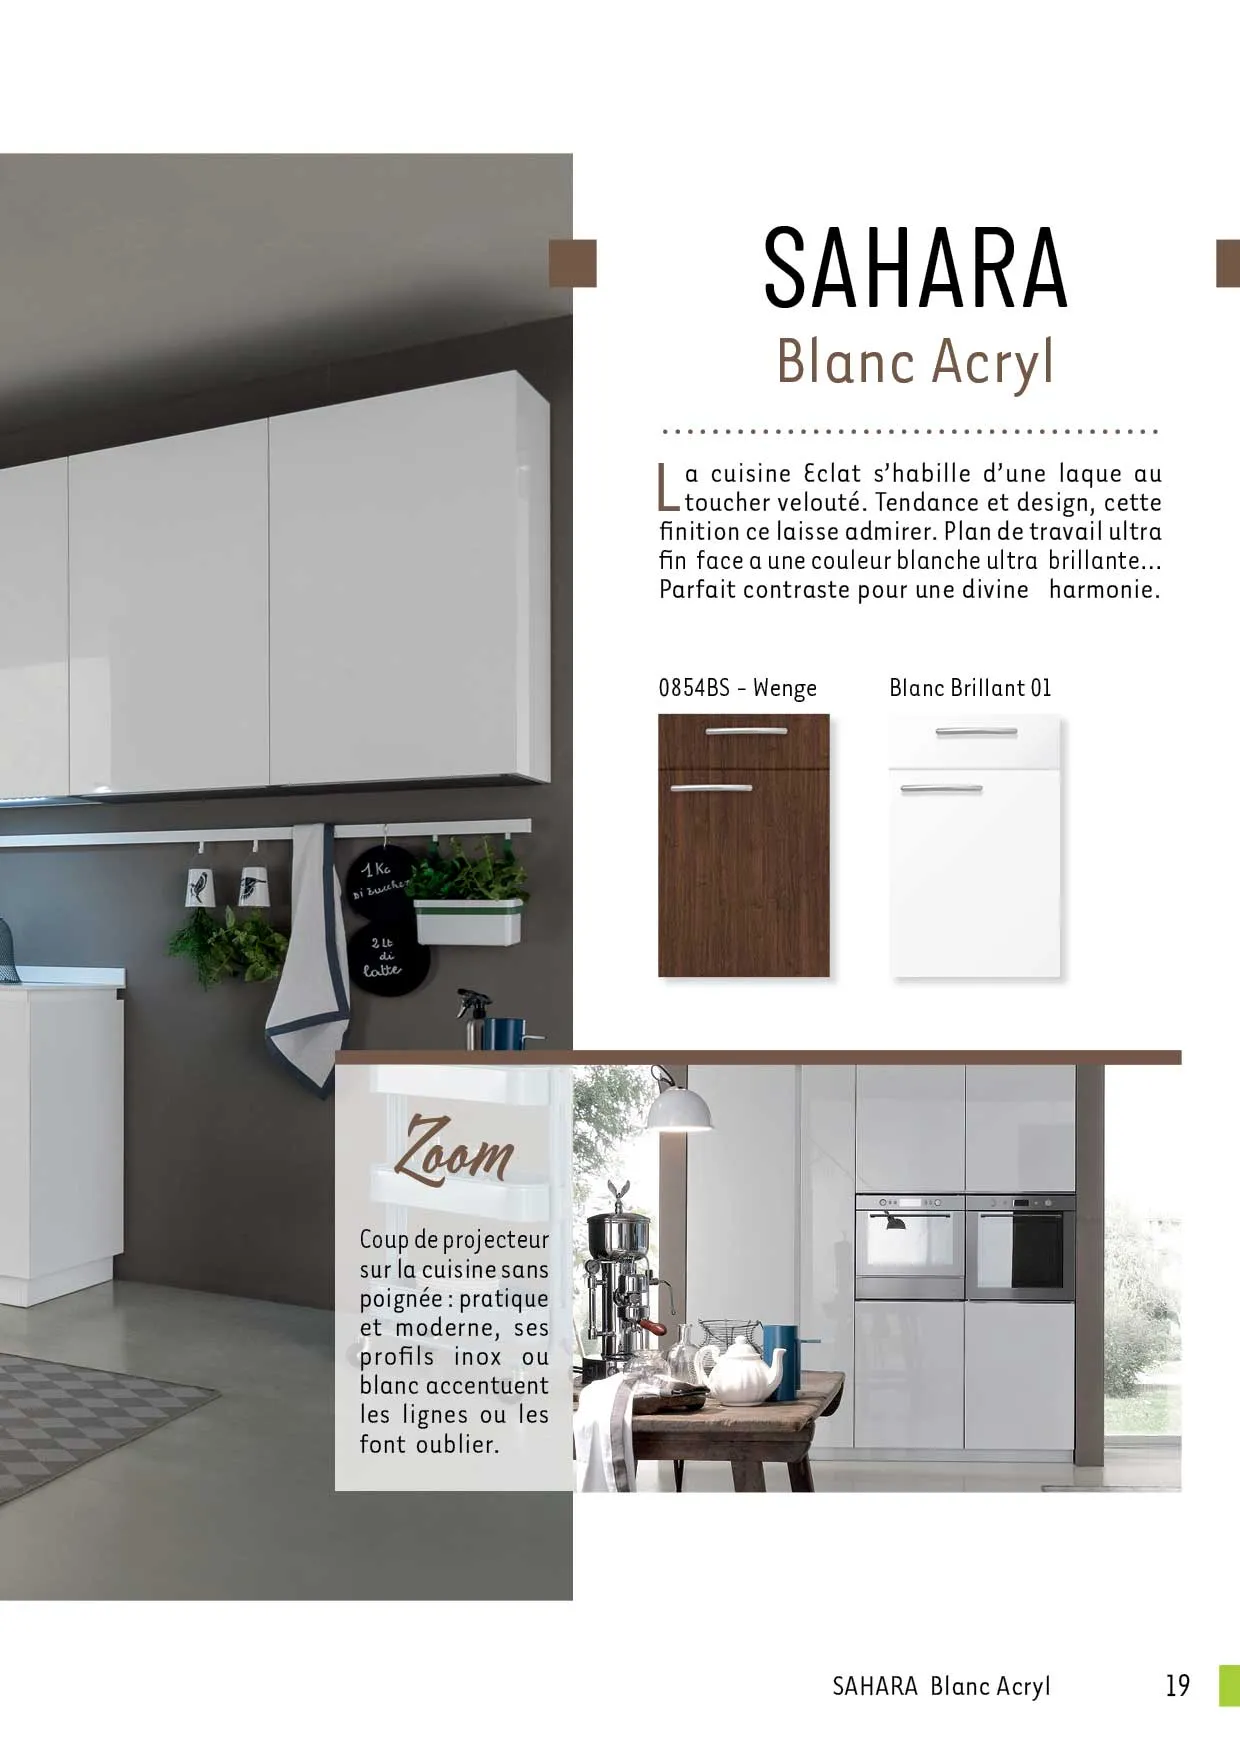 SAHARA
Blanc Acryl
La cuisine Eclat s’habille d’une laque au
toucher velouté. Tendance et design, cette
finition ce laisse admirer. Plan de travail ultra
fin face a une couleur blanche ultra brillante...
Parfait contraste pour une divine harmonie.
0854BS - Wenge
Blanc Brillant 01
1 Kg
Di Zucchero
2 Lt
di
latte
Zoom
Coup de projecteur
sur la cuisine sans
poignée : pratique
et moderne, ses
profils inox ou
blanc accentuent
les lignes ou les
font oublier.
SAHARA Blanc Acryl
19